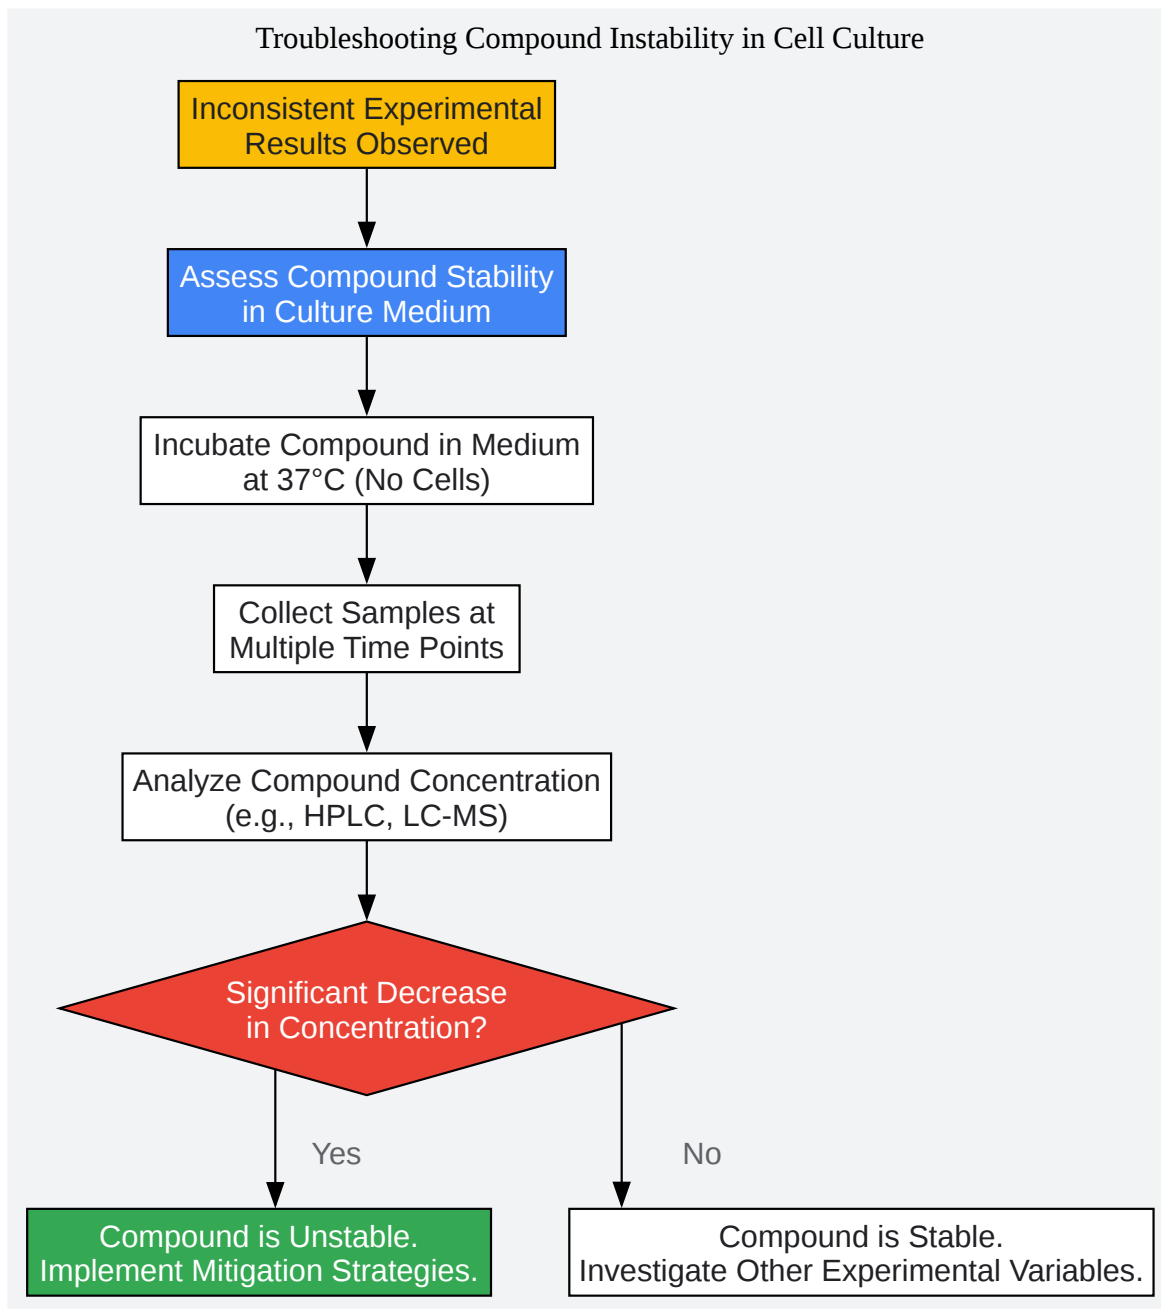 Troubleshooting Compound Instability in Cell Culture
Inconsistent Experimental
Results Observed
Assess Compound Stability
in Culture Medium
Incubate Compound in Medium
at 37°C (No Cells)
Collect Samples at
Multiple Time Points
Analyze Compound Concentration
(e.g., HPLC, LC-MS)
Significant Decrease
in Concentration?
Yes
No
Compound is Unstable.
Implement Mitigation Strategies.
Compound is Stable.
Investigate Other Experimental Variables.